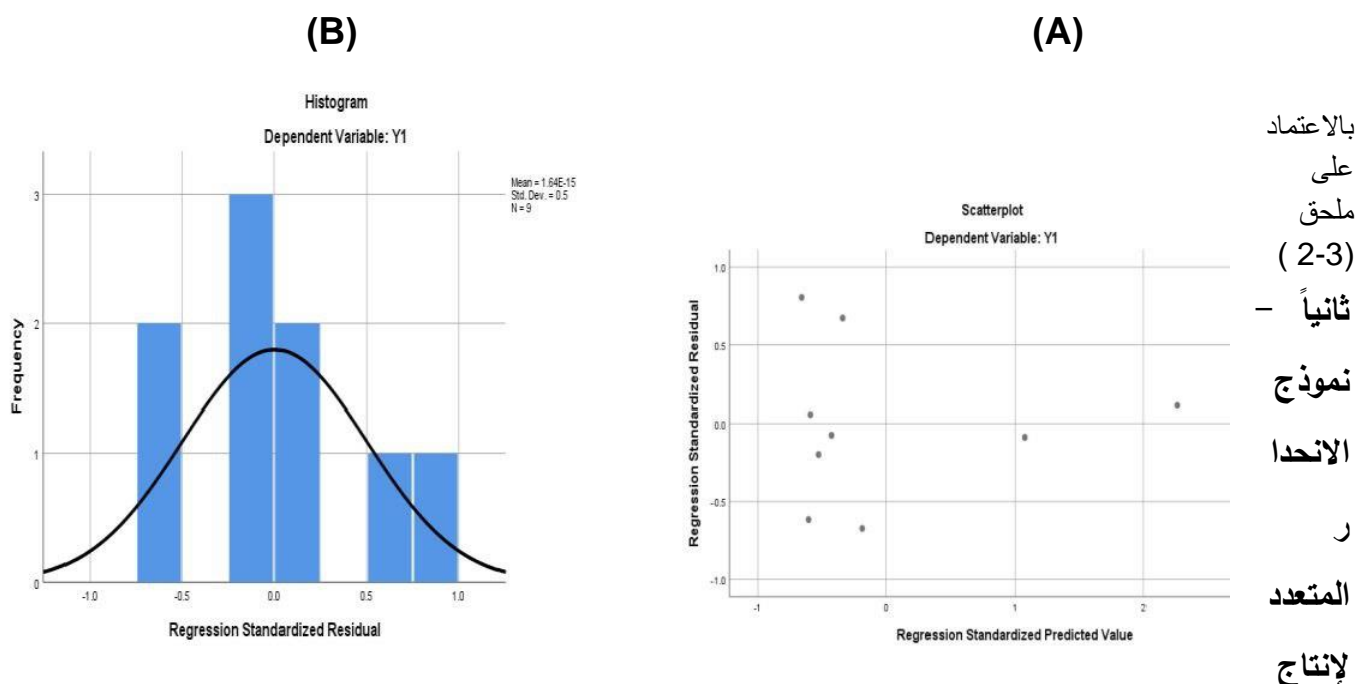 (B)
(A)
Histogram
Dependent Variable: Y1
Mean = 1.64E-15
Std. Dev. = 0.5
N = 9
Frequency
3
2
1
0
-1.0
-0.5
0.0
0.5
1.0
Regression Standardized Residual
Scatterplot
Dependent Variable: Y1
Regression Standardized Residual
1.0
0.5
0.0
-0.5
-1.0
-1
0
1
2
Regression Standardized Predicted Value
بالاعتماد
على
ملحق
( 2-3)
ثانياً –
نموذج
الانحدا
ر
المتعدد
لإنتاج